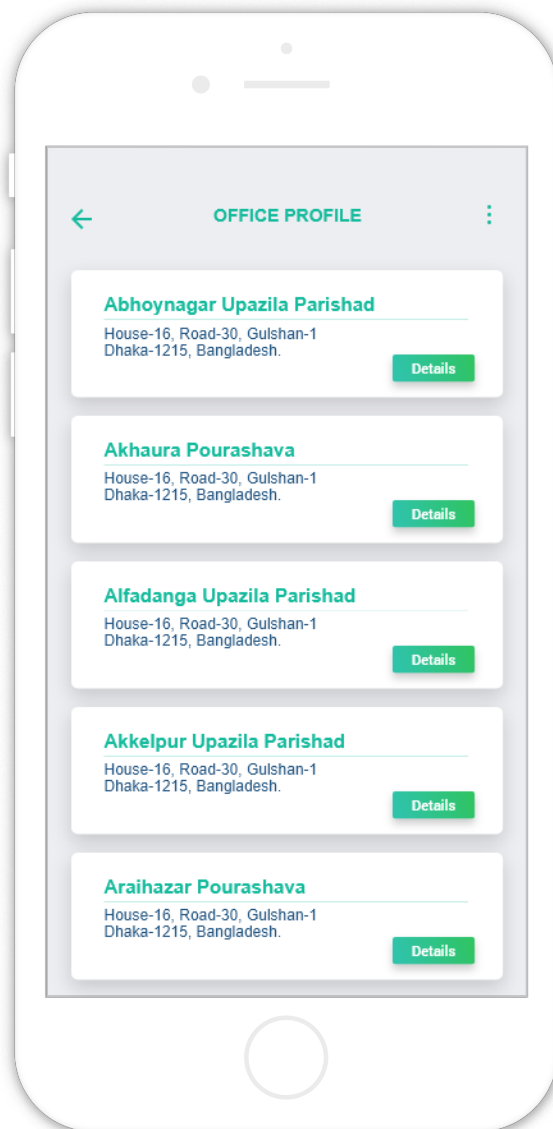 OFFICE PROFILE
Abhoynagar Upazila Parishad
House-16, Road-30, Gulshan-1
Dhaka-1215, Bangladesh.
Details
Akhaura Pourashava
House-16, Road-30, Gulshan-1
Dhaka-1215, Bangladesh.
Details
Alfadanga Upazila Parishad
House-16, Road-30, Gulshan-1
Dhaka-1215, Bangladesh.
Details
Akkelpur Upazila Parishad
House-16, Road-30, Gulshan-1
Dhaka-1215, Bangladesh.
Details
Araihazar Pourashava
House-16, Road-30, Gulshan-1
Dhaka-1215, Bangladesh.
Details